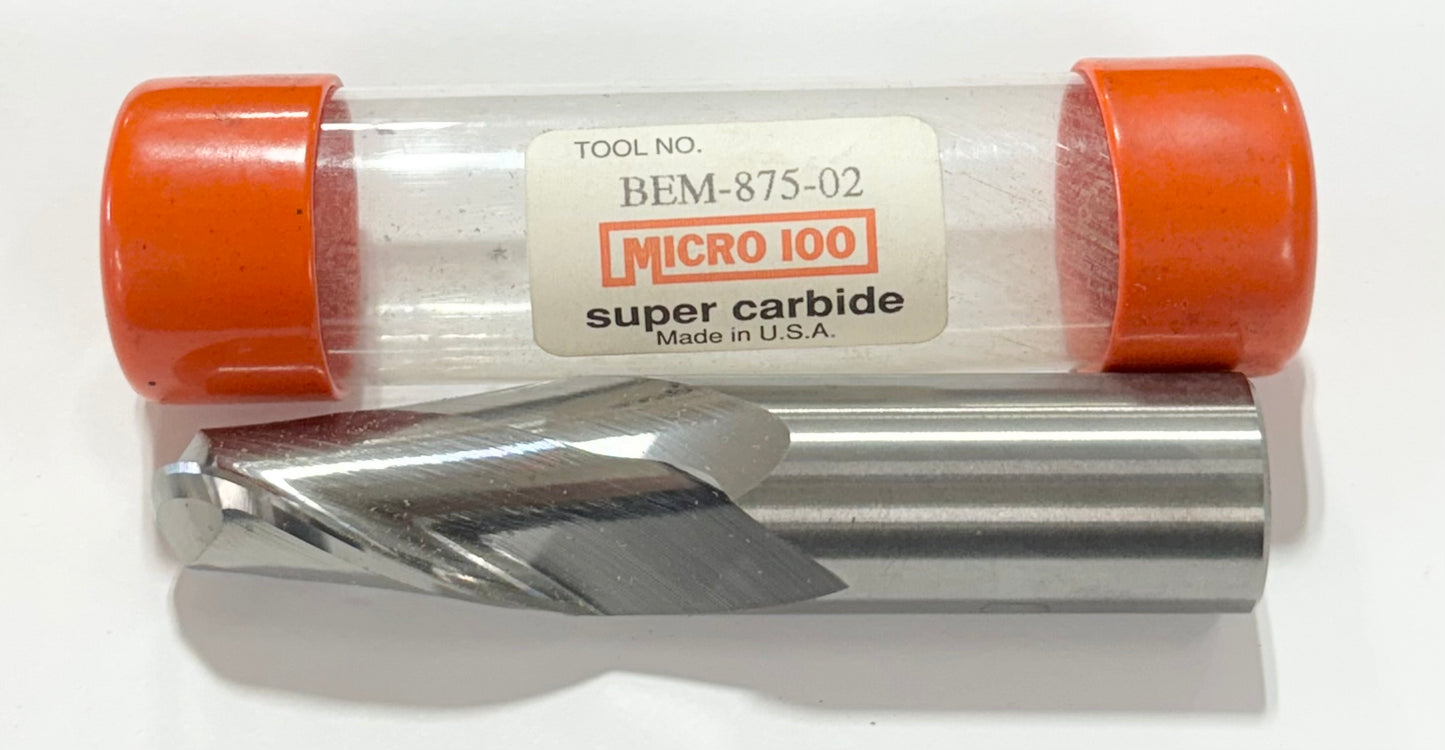 TOOL NO.
BEM-875-02
MICRO 100
super carbide
Made in U.S.A.